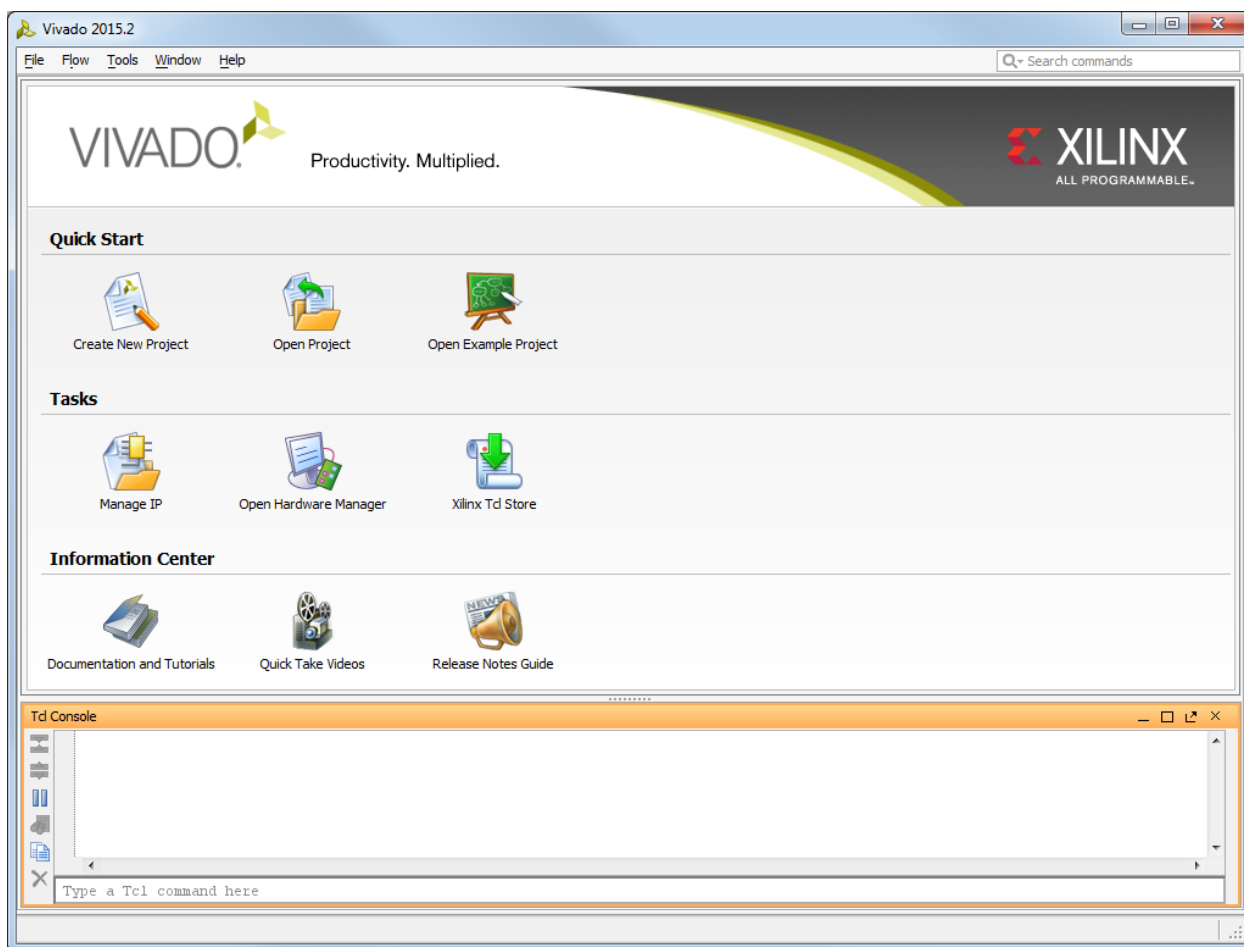 Vivado 2015.2
File Flow Tools Window Help
Search commands
VIVADO.
Productivity. Multiplied.
XILINX
ALL PROGRAMMABLE™
Quick Start
Create New Project
Open Project
Open Example Project
Tasks
Manage IP
Open Hardware Manager
Xilinx Tcl Store
Information Center
NEWS
Documentation and Tutorials
Quick Take Videos
Release Notes Guide
Tcl Console
Type a Tcl command here